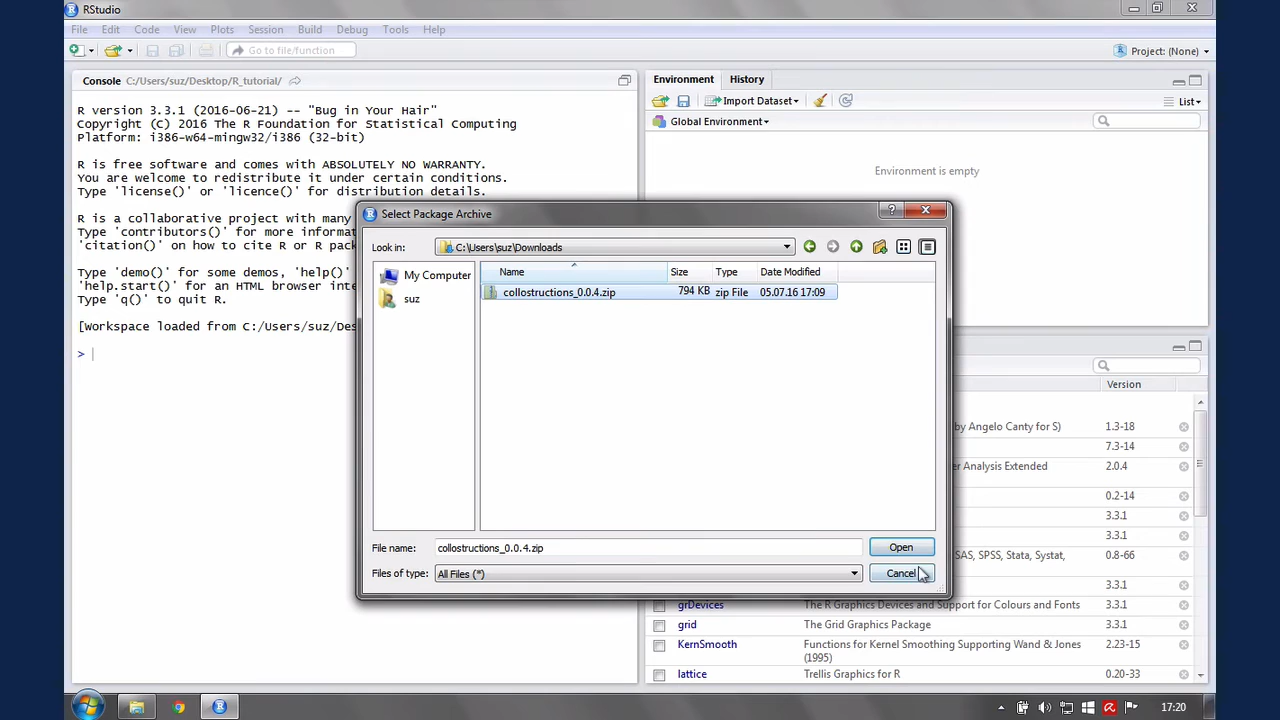 RStudio
File Edit Code View Plots Session Build Debug Tools Help
Go to file/function
Project: (None)
Console C:/Users/suz/Desktop/R_tutorial/
R version 3.3.1 (2016-06-21) -- "Bug in Your Hair"
Copyright (C) 2016 The R Foundation for Statistical Computing
Platform: i386-w64-mingw32/i386 (32-bit)
R is free software and comes with ABSOLUTELY NO WARRANTY.
You are welcome to redistribute it under certain conditions.
Type 'license()' or 'licence()' for distribution details.
R is a collaborative project with many
Type 'contributors()' for more informat
'citation()' on how to cite R or R pack
Type 'demo()' for some demos, 'help()'
'help.start()' for an HTML browser inte
Type 'q()' to quit R.
[Workspace loaded from C:/Users/suz/Des
>
Environment History
Import Dataset
List
Global Environment
Environment is empty
Select Package Archive
?
Look in: C:\Users\suz\Downloads
My Computer
suz
Name Size Type Date Modified
collostructions_0.0.4.zip 794 KB zip File 05.07.16 17:09
File name: collostructions_0.0.4.zip Open
Files of type: All Files (*) Cancel
Version
by Angelo Canty for S) 1.3-18
7.3-14
er Analysis Extended 2.0.4
0.2-14
3.3.1
3.3.1
SAS, SPSS, Stata, Systat, 0.8-66
3.3.1
grDevices The R Graphics Devices and Support for Colours and Fonts 3.3.1
grid The Grid Graphics Package 3.3.1
KernSmooth Functions for Kernel Smoothing Supporting Wand & Jones 2.23-15
(1995)
lattice Trellis Graphics for R 0.20-33
17:20